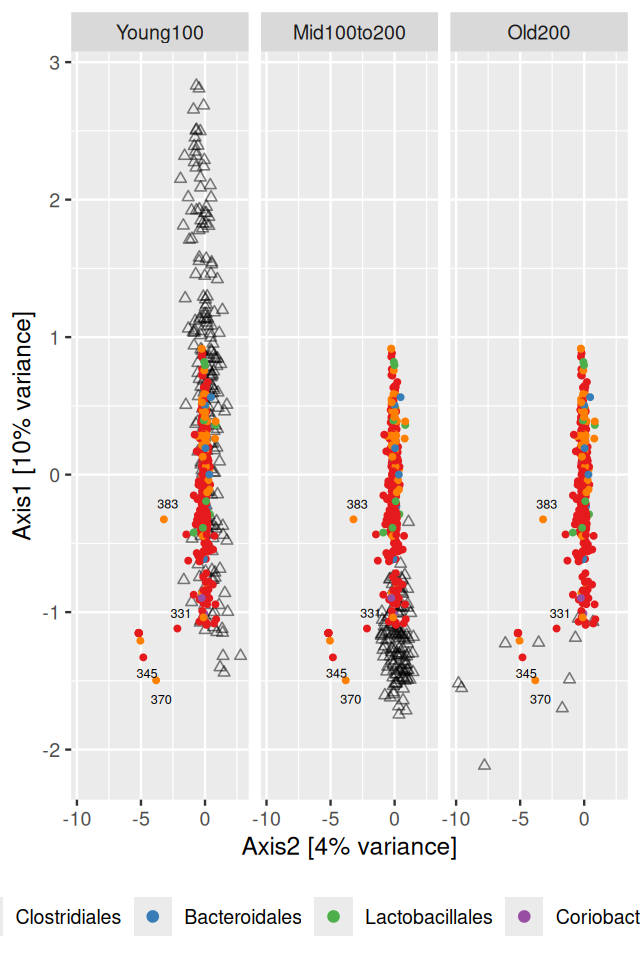 Young100 Mid100to200 Old200
3
2
1
0
-1
-2
Axis1 [10% variance]
383 383 383
331 331 331
345 345 345
370 370 370
-10 -5 0 -10 -5 0 -10 -5 0
Axis2 [4% variance]
Clostridiales Bacteroidales Lactobacillales Coriobact